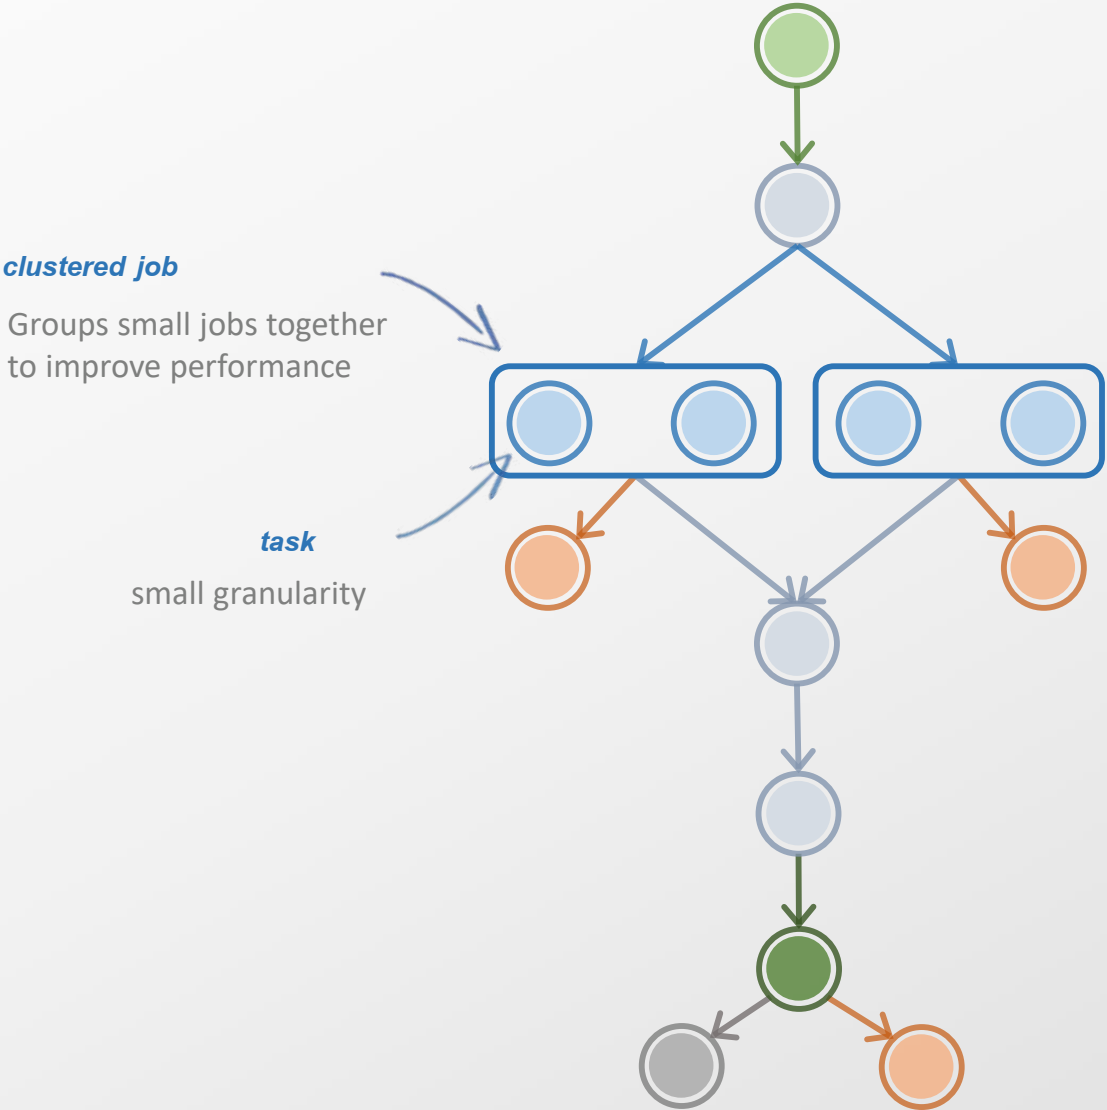 clustered job
Groups small jobs together
to improve performance
task
small granularity